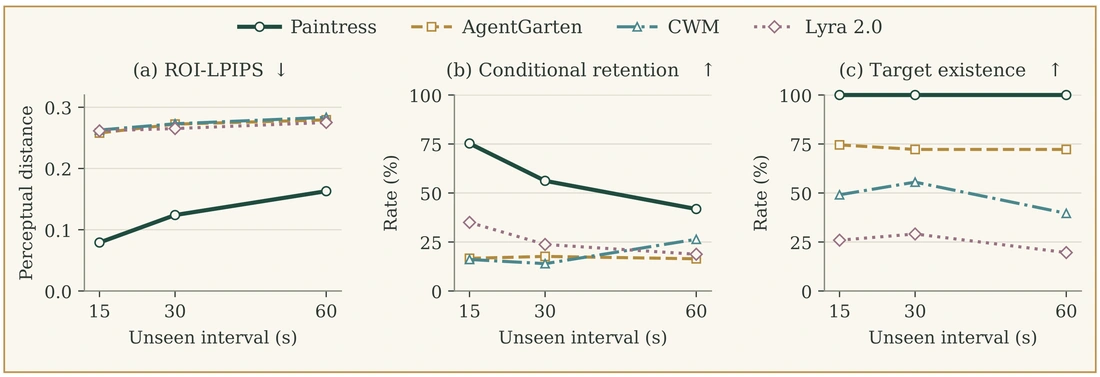 Paintress AgentGarten CWM Lyra 2.0
(a) ROI-LPIPS ↓
Perceptual distance
0.3
0.2
0.1
0.0
15 30 60
Unseen interval (s)
(b) Conditional retention ↑
Rate (%)
100
75
50
25
0
15 30 60
Unseen interval (s)
(c) Target existence ↑
Rate (%)
100
75
50
25
0
15 30 60
Unseen interval (s)